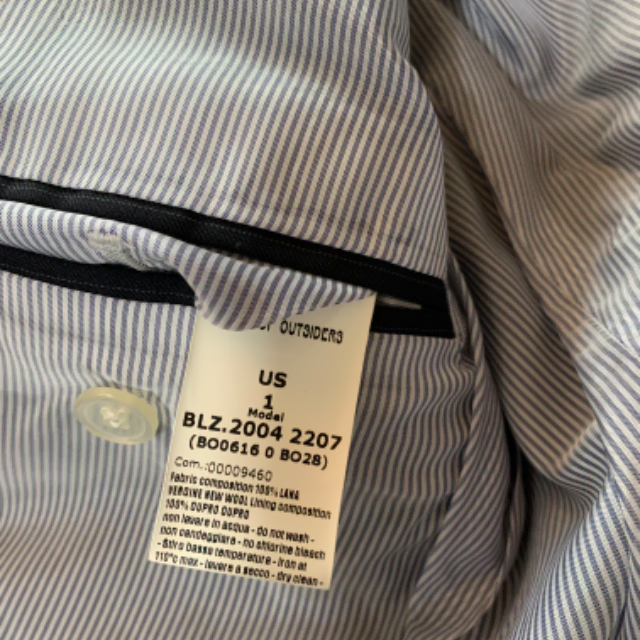 OUTSIDERS
US
1
Model
BLZ.2004 2207
(BO0616 0 BO28)
Com.:00009460
Fabric composition 100% LANA
VERGINE NEW WOOL Lining composition
100% CUPRO CUPRO
non lavare in acqua - do not wash -
non candeggiare - no chlorine bleach
- extra bassa temperature - iron at
110°c max - lavare a secco - dry clean -